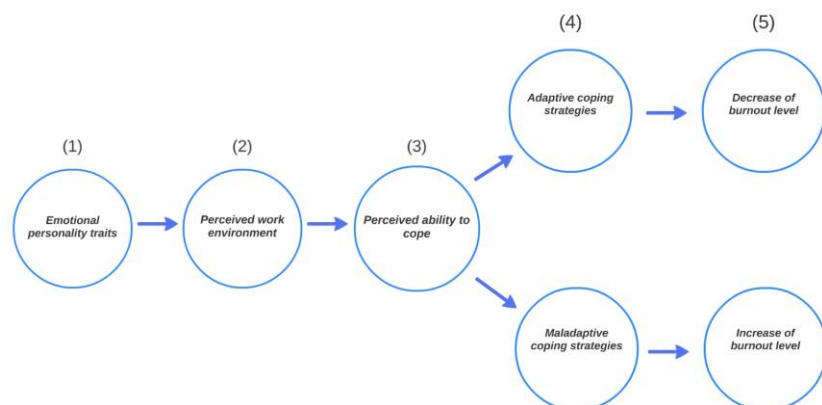 (4)
(5)
Adaptive coping
strategies
Decrease of
burnout level
(1)
(2)
(3)
Emotional
personality traits
Perceived work
environment
Perceived ability to
cope
Maladaptive
coping strategies
Increase of
burnout level